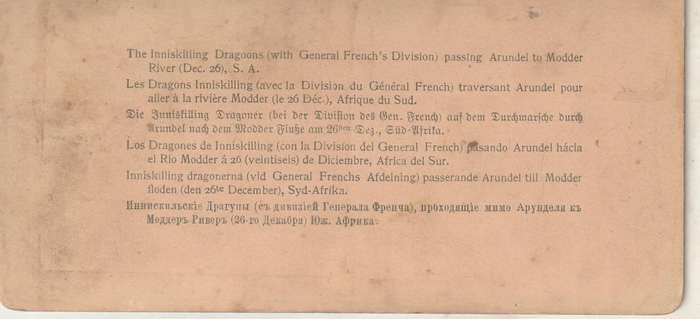 The Inniskilling Dragoons (with General French's Division) passing Arundel to Modder
River (Dec. 26), S. A.
Les Dragons Inniskilling (avec la Division du Général French) traversant Arundel pour
aller à la rivière Modder (le 26 Déc.), Afrique du Sud.
Die Inniskilling Dragoner (bei der Division des Gen. French) auf dem Durchmarsche durch
Arundel nach dem Modder Fluße am 26ten Dez., Süd-Afrika.
Los Dragones de Inniskilling (con la Division del General French) pasando Arundel hácia
el Rio Modder á 26 (veintiseis) de Diciembre, Africa del Sur.
Inniskilling dragonerna (vid General Frenchs Afdelning) passerande Arundel till Modder
floden (den 26te December), Syd-Afrika.
Иннискильскіе Драгуны (съ дивизіей Генерала Френча), проходящіе мимо Арунделя къ
Моддеръ-Риверъ (26-го Декабря) Юж. Африка.